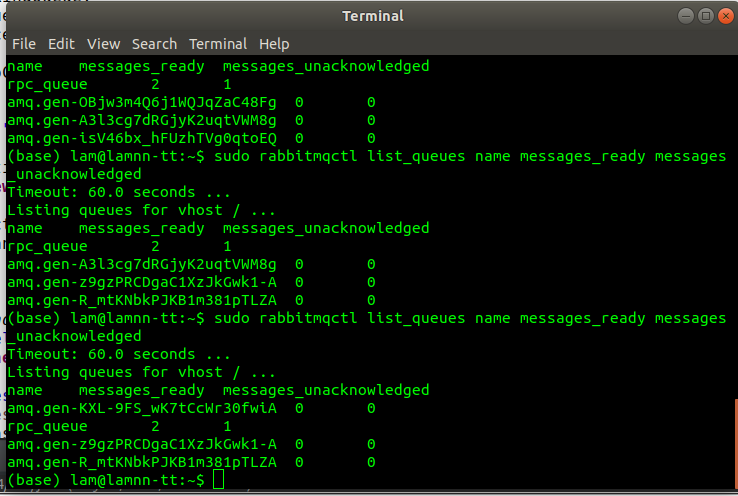 Terminal
File Edit View Search Terminal Help
name messages_ready messages_unacknowledged
rpc_queue 2 1
amq.gen-OBjw3m4Q6j1WQJqZaC48Fg 0 0
amq.gen-A3l3cg7dRGjyK2uqtVWM8g 0 0
amq.gen-isV46bx_hFUzhTVg0qtoEQ 0 0
(base) lam@lamnn-tt:~$ sudo rabbitmqctl list_queues name messages_ready messages
_unacknowledged
Timeout: 60.0 seconds ...
Listing queues for vhost / ...
name messages_ready messages_unacknowledged
rpc_queue 2 1
amq.gen-A3l3cg7dRGjyK2uqtVWM8g 0 0
amq.gen-z9gzPRCDgaC1XzJkGwk1-A 0 0
amq.gen-R_mtKNbkPJKB1m381pTLZA 0 0
(base) lam@lamnn-tt:~$ sudo rabbitmqctl list_queues name messages_ready messages
_unacknowledged
Timeout: 60.0 seconds ...
Listing queues for vhost / ...
name messages_ready messages_unacknowledged
amq.gen-KXL-9FS_wK7tCcWr30fwiA 0 0
rpc_queue 2 1
amq.gen-z9gzPRCDgaC1XzJkGwk1-A 0 0
amq.gen-R_mtKNbkPJKB1m381pTLZA 0 0
(base) lam@lamnn-tt:~$